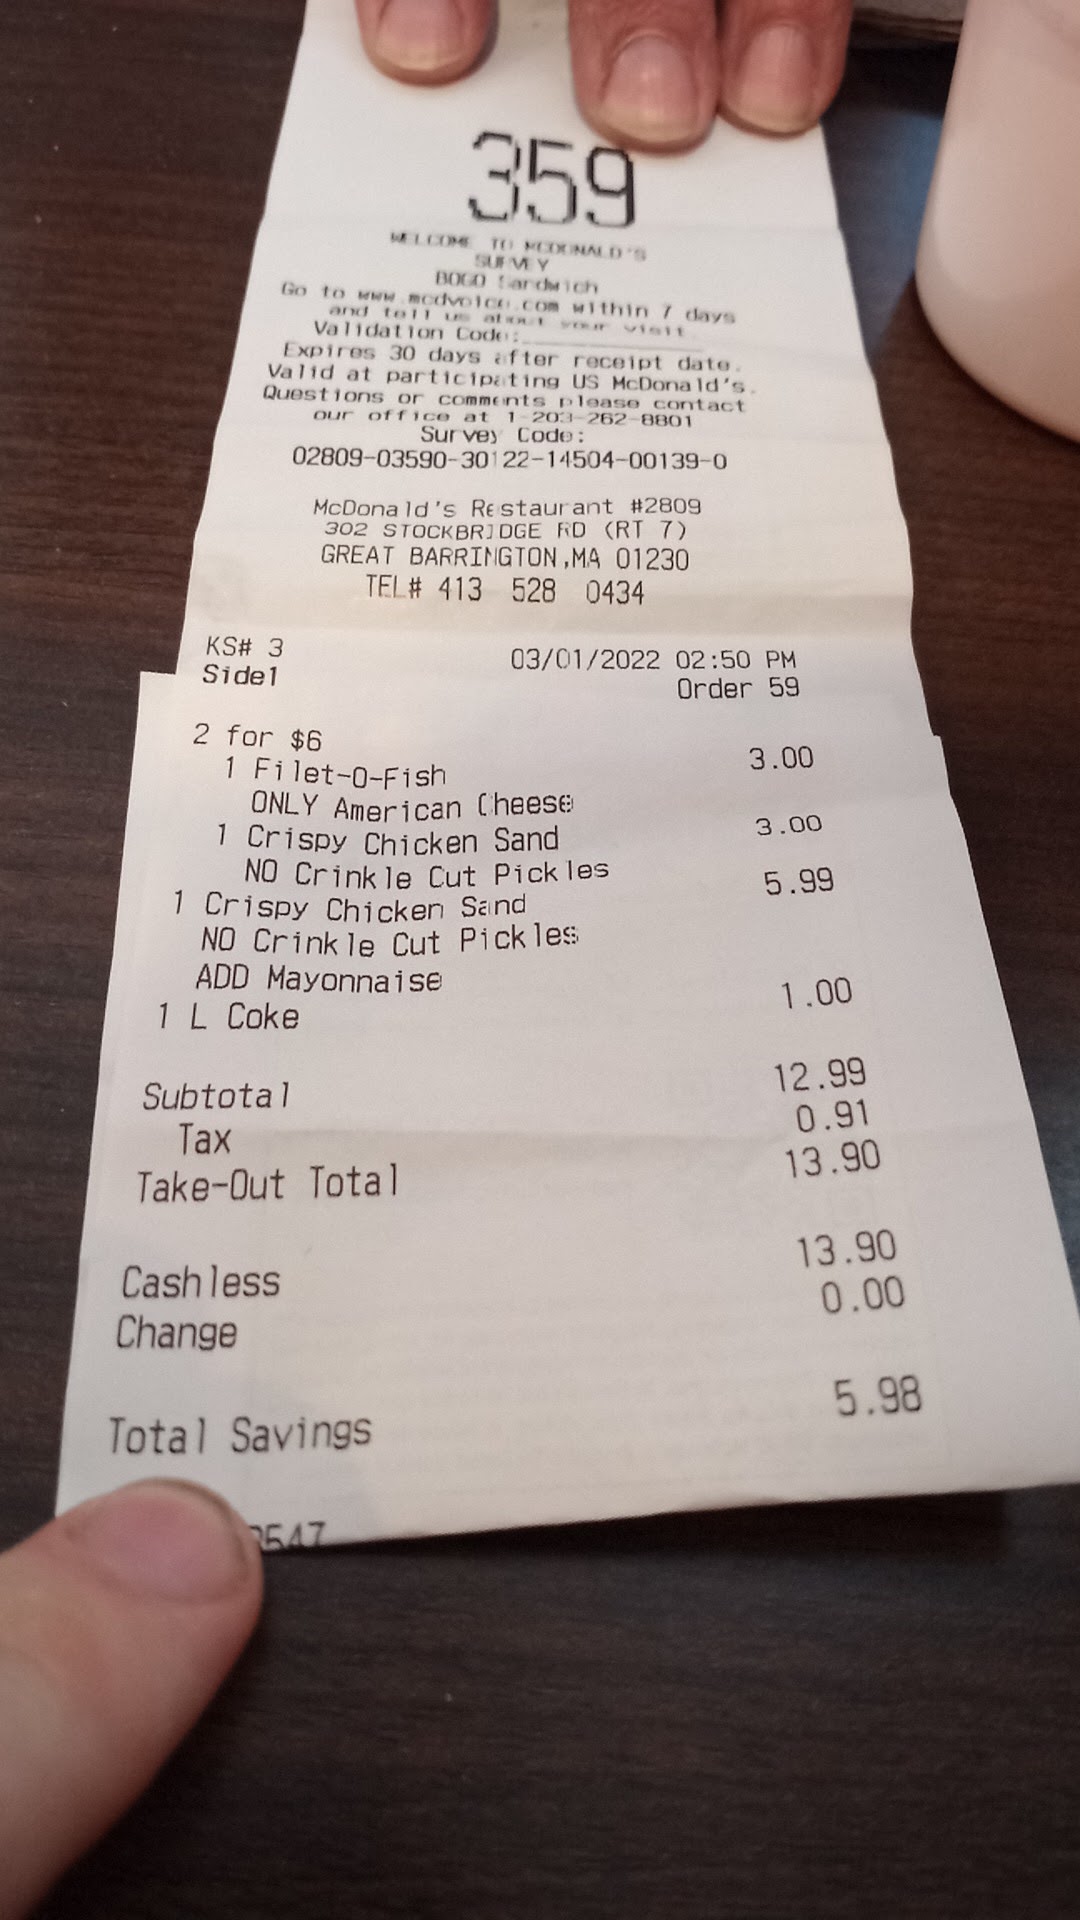 359
WELCOME TO MCDONALD'S
SURVEY
BOGO Sandwich
Go to www.mcdvoice.com within 7 days
and tell us about your visit.
Validation Code:____________
Expires 30 days after receipt date.
Valid at participating US McDonald's.
Questions or comments please contact
our office at 1-203-262-8801
Survey Code:
02809-03590-30122-14504-00139-0
McDonald's Restaurant #2809
302 STOCKBRIDGE RD (RT 7)
GREAT BARRINGTON,MA 01230
TEL# 413 528 0434
KS# 3 03/01/2022 02:50 PM
Side1 Order 59
2 for $6
1 Filet-O-Fish 3.00
ONLY American Cheese
1 Crispy Chicken Sand 3.00
NO Crinkle Cut Pickles
1 Crispy Chicken Sand 5.99
NO Crinkle Cut Pickles
ADD Mayonnaise
1 L Coke 1.00
Subtotal 12.99
Tax 0.91
Take-Out Total 13.90
Cashless 13.90
Change 0.00
Total Savings 5.98